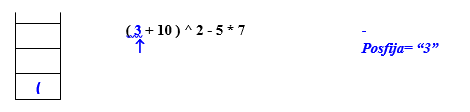 ( 3 + 10 ) ^ 2 - 5 * 7
-
Posfija= “3”
(